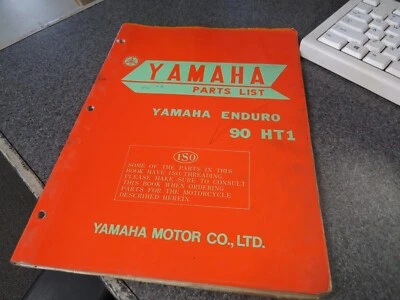 YAMAHA
PARTS LIST
YAMAHA ENDURO
90 HT1
ISO
SOME OF THE PARTS IN THIS
BOOK HAVE ISO THREADING.
PLEASE MAKE SURE TO CONSULT
THIS BOOK WHEN ORDERING
PARTS FOR THE MOTORCYCLE
DESCRIBED HEREIN.
YAMAHA MOTOR CO., LTD.